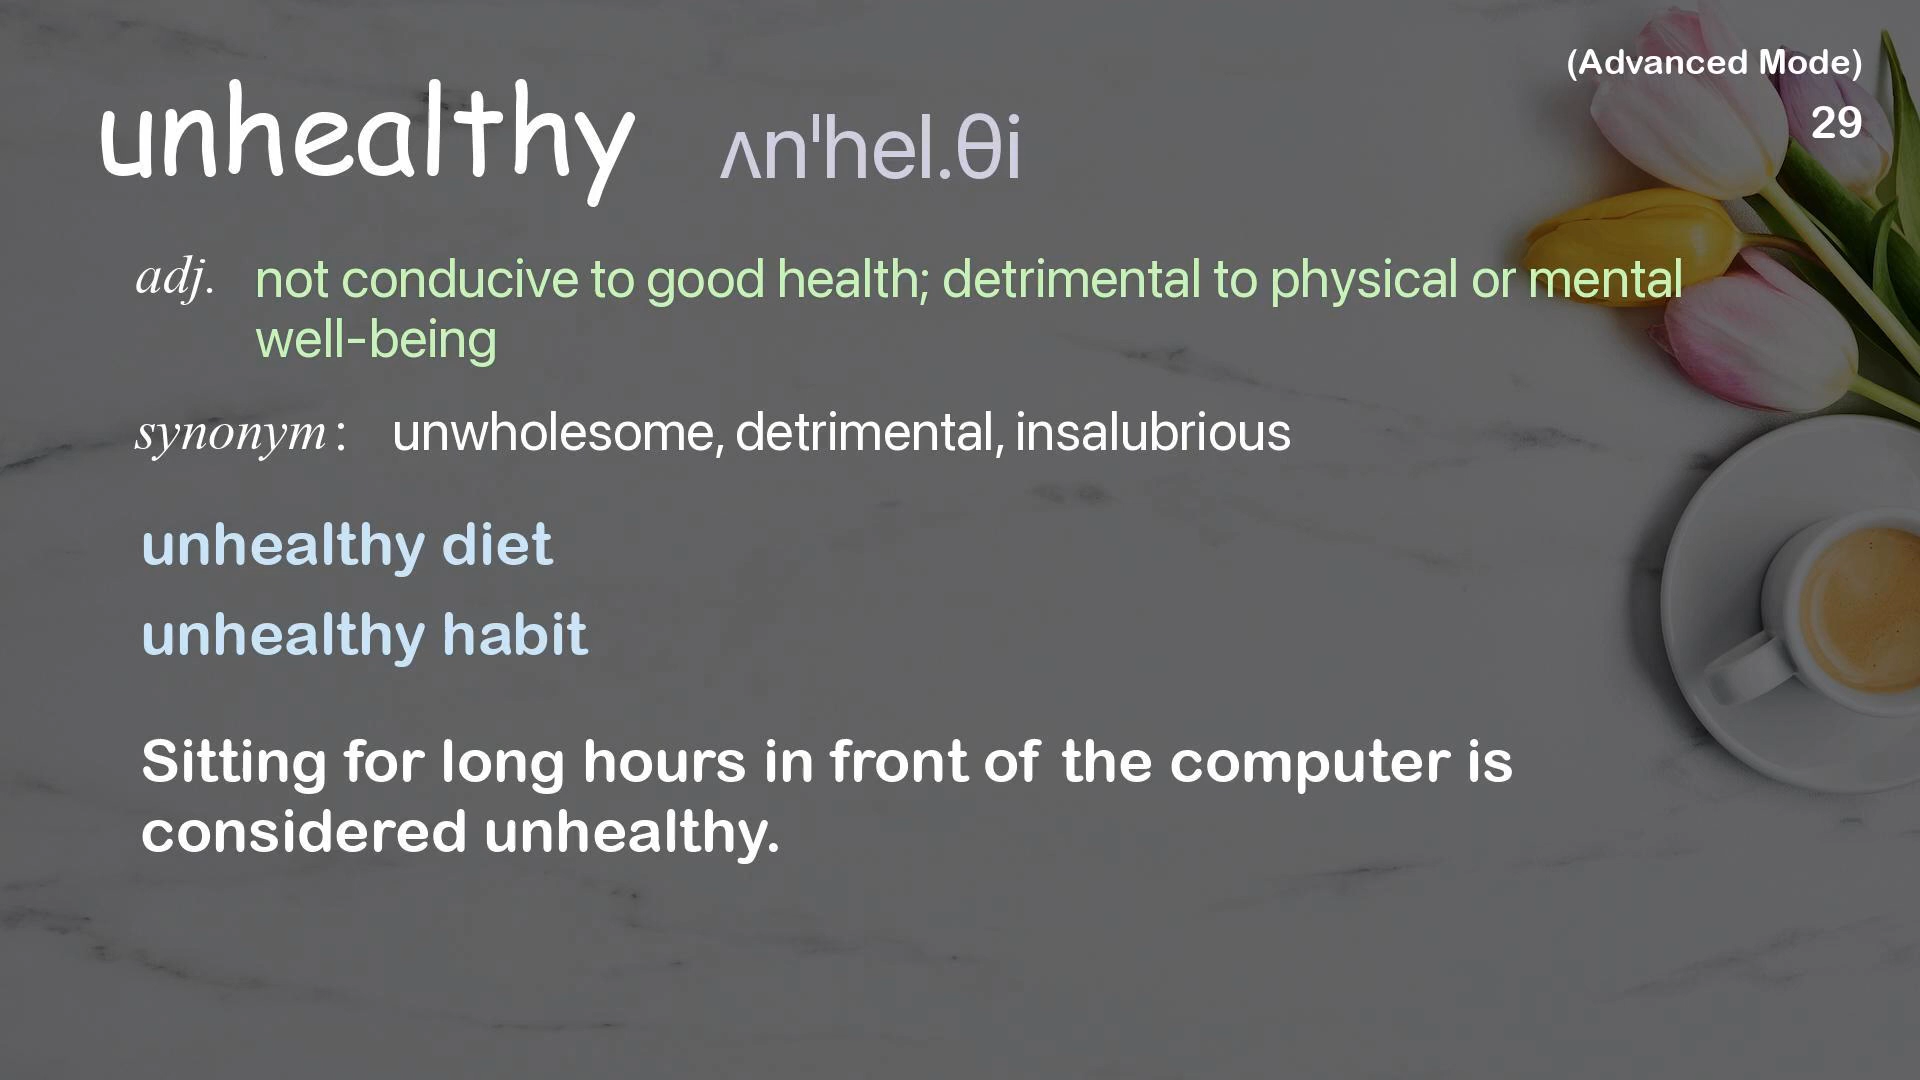 (Advanced Mode)
29
unhealthy ʌnˈhel.θi
adj. not conducive to good health; detrimental to physical or mental
well-being
synonym: unwholesome, detrimental, insalubrious
unhealthy diet
unhealthy habit
Sitting for long hours in front of the computer is
considered unhealthy.